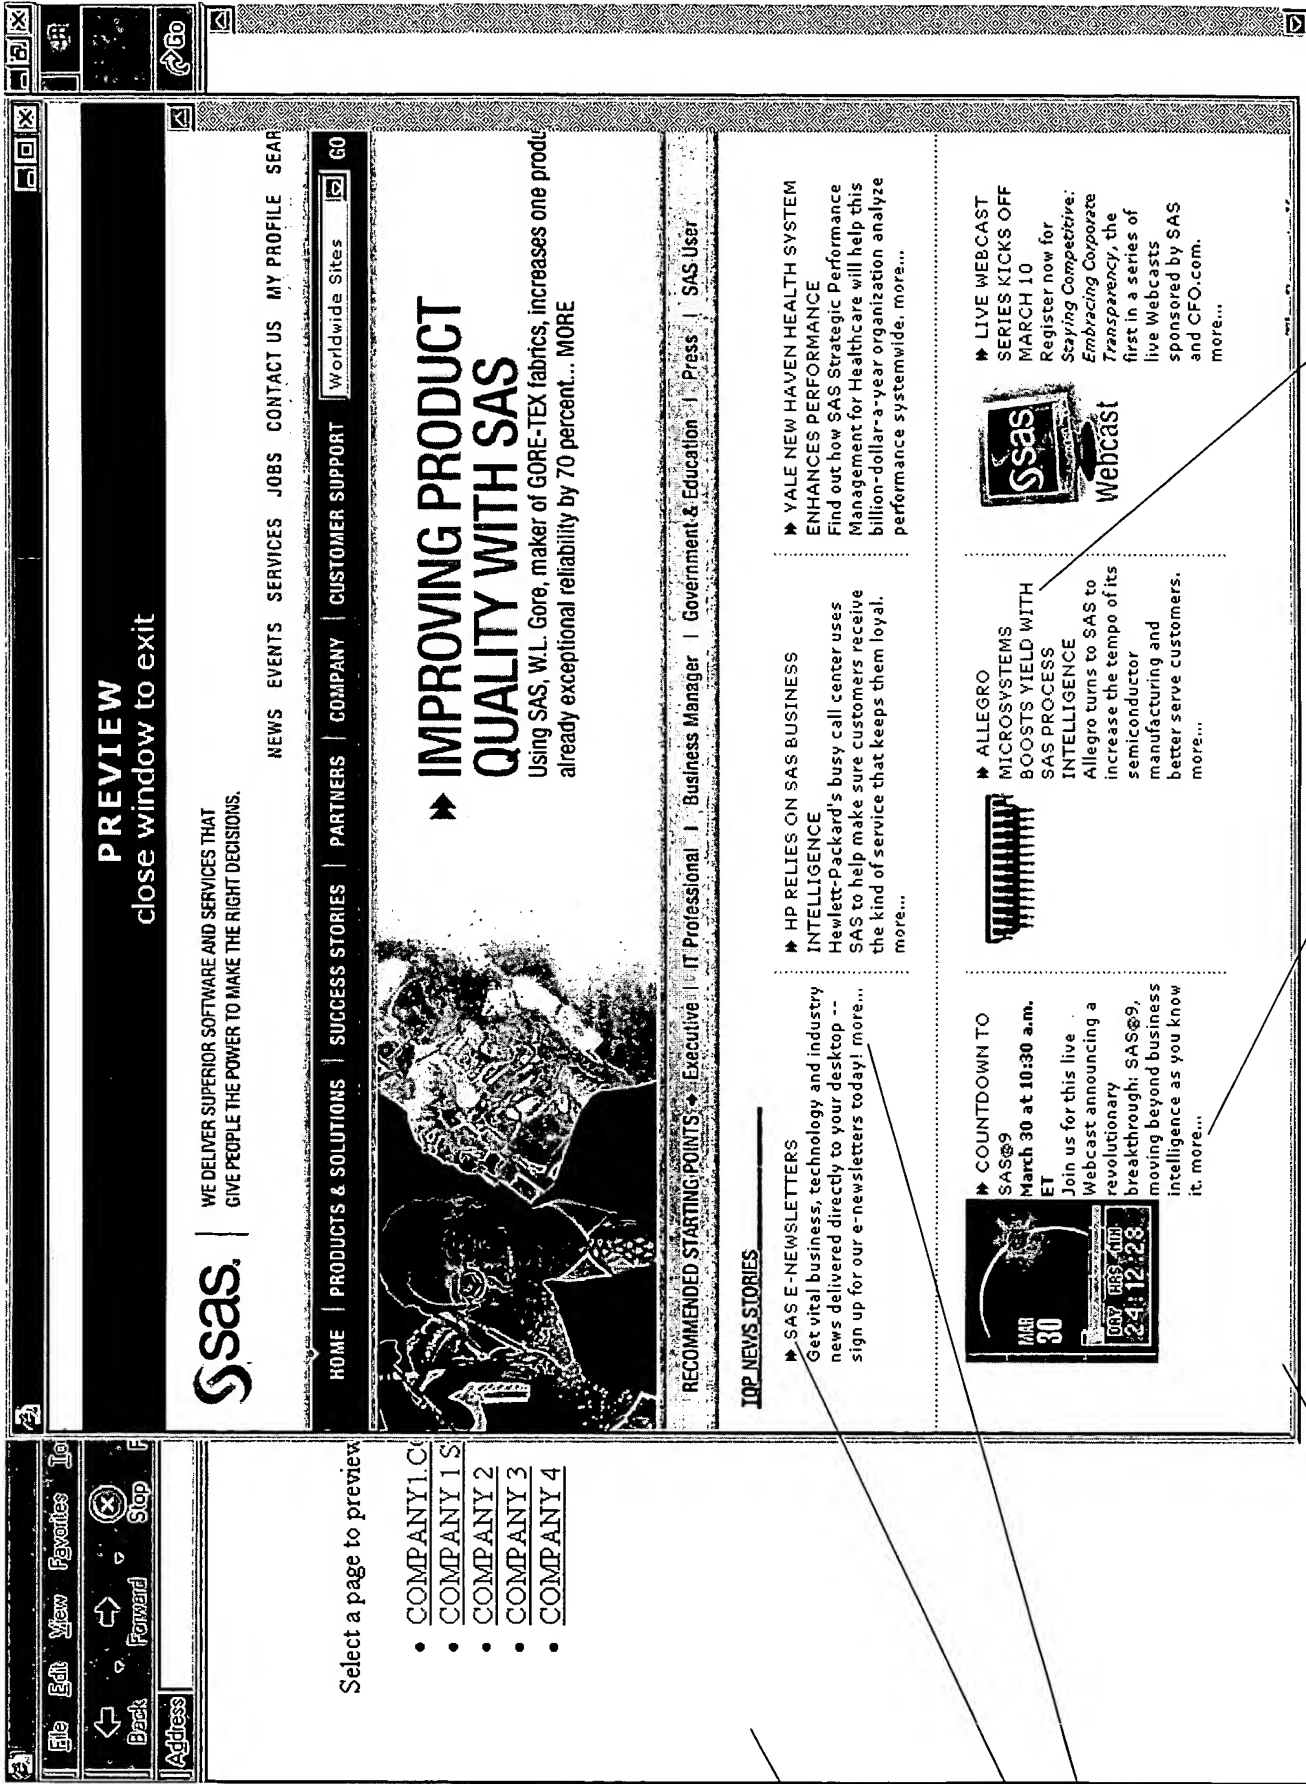 File Edit View Favorites To
Back Forward Stop
Address
Go
Select a page to preview
• COMPANY1.CO
• COMPANY 1 S
• COMPANY 2
• COMPANY 3
• COMPANY 4
PREVIEW
close window to exit
sas.
WE DELIVER SUPERIOR SOFTWARE AND SERVICES THAT
GIVE PEOPLE THE POWER TO MAKE THE RIGHT DECISIONS.
NEWS EVENTS SERVICES JOBS CONTACT US MY PROFILE SEAR
HOME | PRODUCTS & SOLUTIONS | SUCCESS STORIES | PARTNERS | COMPANY | CUSTOMER SUPPORT Worldwide Sites GO
IMPROVING PRODUCT
QUALITY WITH SAS
Using SAS, W.L. Gore, maker of GORE-TEX fabrics, increases one produ
already exceptional reliability by 70 percent... MORE
RECOMMENDED STARTING POINTS Executive | IT Professional | Business Manager | Government & Education | Press | SAS User
TOP NEWS STORIES
SAS E-NEWSLETTERS
Get vital business, technology and industry
news delivered directly to your desktop --
sign up for our e-newsletters today! more...
HP RELIES ON SAS BUSINESS
INTELLIGENCE
Hewlett-Packard's busy call center uses
SAS to help make sure customers receive
the kind of service that keeps them loyal.
more...
YALE NEW HAVEN HEALTH SYSTEM
ENHANCES PERFORMANCE
Find out how SAS Strategic Performance
Management for Healthcare will help this
billion-dollar-a-year organization analyze
performance systemwide. more...
MAR
30
DAY HRS MIN
24:12:28
COUNTDOWN TO
SAS®9
March 30 at 10:30 a.m.
ET
Join us for this live
Webcast announcing a
revolutionary
breakthrough: SAS®9,
moving beyond business
intelligence as you know
it. more...
ALLEGRO
MICROSYSTEMS
BOOSTS YIELD WITH
SAS PROCESS
INTELLIGENCE
Allegro turns to SAS to
increase the tempo of its
semiconductor
manufacturing and
better serve customers.
more...
sas
Webcast
LIVE WEBCAST
SERIES KICKS OFF
MARCH 10
Register now for
Staying Competitive:
Embracing Corporate
Transparency, the
first in a series of
live Webcasts
sponsored by SAS
and CFO.com.
more...